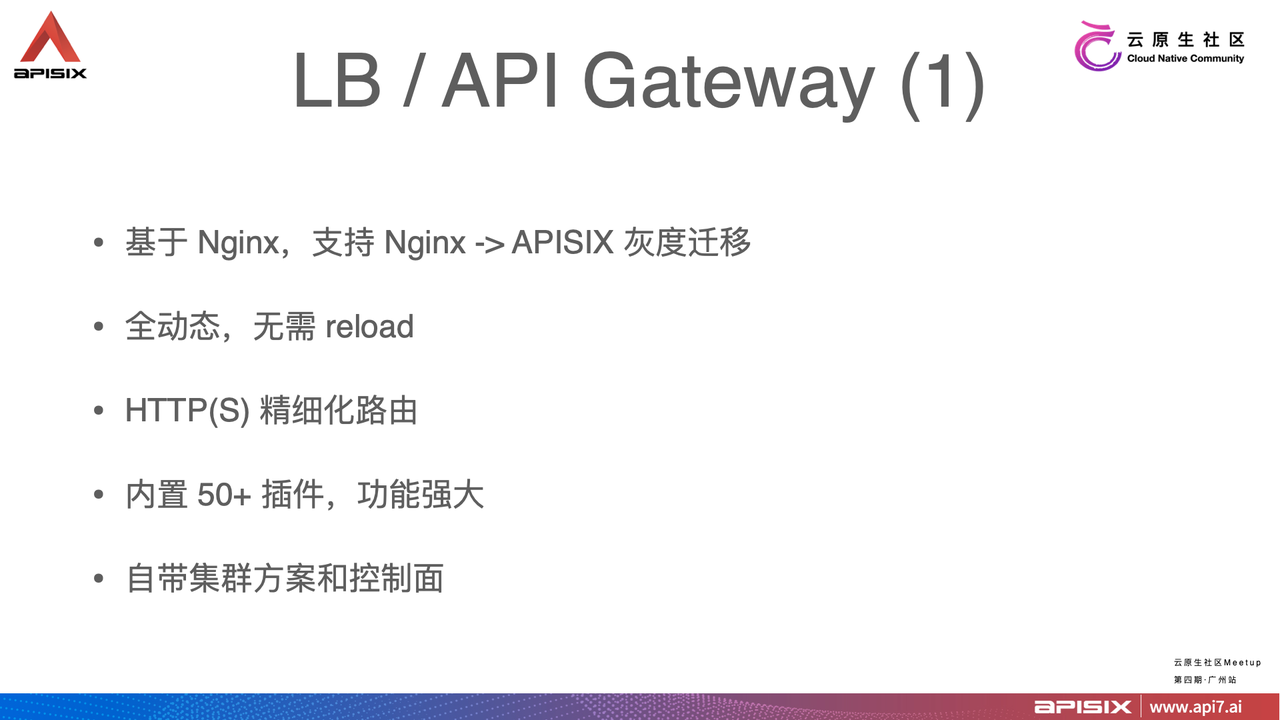 APISIX
云原生社区
Cloud Native Community
LB / API Gateway (1)
• 基于 Nginx，支持 Nginx -> APISIX 灰度迁移
• 全动态，无需 reload
• HTTP(S) 精细化路由
• 内置 50+ 插件，功能强大
• 自带集群方案和控制面
云原生社区Meetup
第四期·广州站
APISIX | www.api7.ai